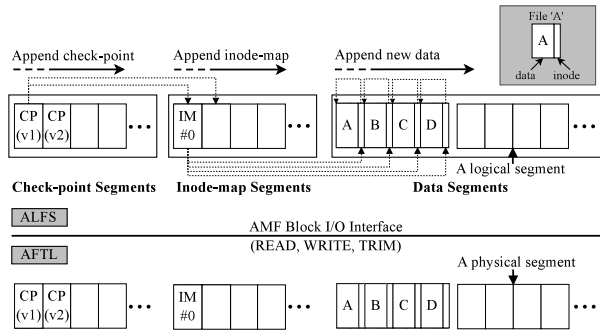 File 'A'
A
data
inode
Append check-point
Append inode-map
Append new data
CP (v1)
CP (v2)
•••
IM #0
•••
A
B
C
D
•••
A logical segment
Check-point Segments
Inode-map Segments
Data Segments
ALFS
AMF Block I/O Interface
(READ, WRITE, TRIM)
AFTL
A physical segment
CP (v1)
CP (v2)
•••
IM #0
•••
A
B
C
D
•••